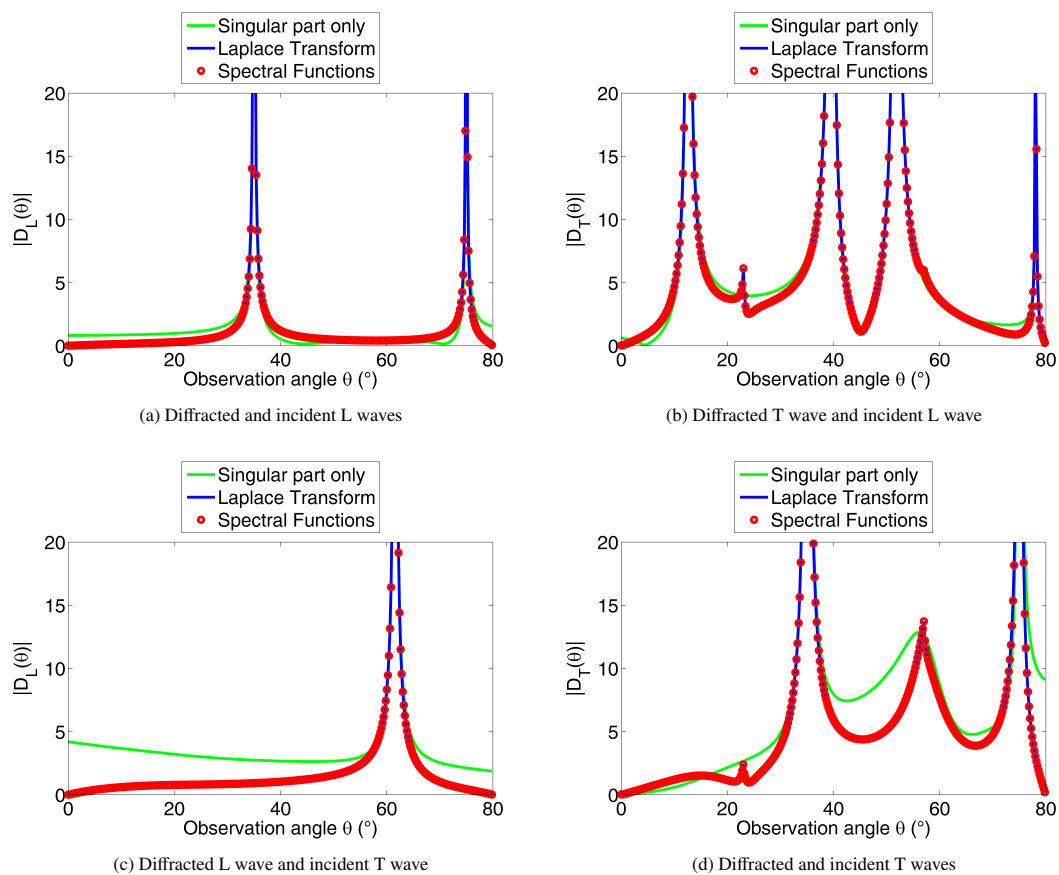 Singular part only
Laplace Transform
Spectral Functions
|D_L(θ)|
20
15
10
5
0
0 20 40 60 80
Observation angle θ (°)
(a) Diffracted and incident L waves
Singular part only
Laplace Transform
Spectral Functions
|D_T(θ)|
20
15
10
5
0
0 20 40 60 80
Observation angle θ (°)
(b) Diffracted T wave and incident L wave
Singular part only
Laplace Transform
Spectral Functions
|D_L(θ)|
20
15
10
5
0
0 20 40 60 80
Observation angle θ (°)
(c) Diffracted L wave and incident T wave
Singular part only
Laplace Transform
Spectral Functions
|D_T(θ)|
20
15
10
5
0
0 20 40 60 80
Observation angle θ (°)
(d) Diffracted and incident T waves